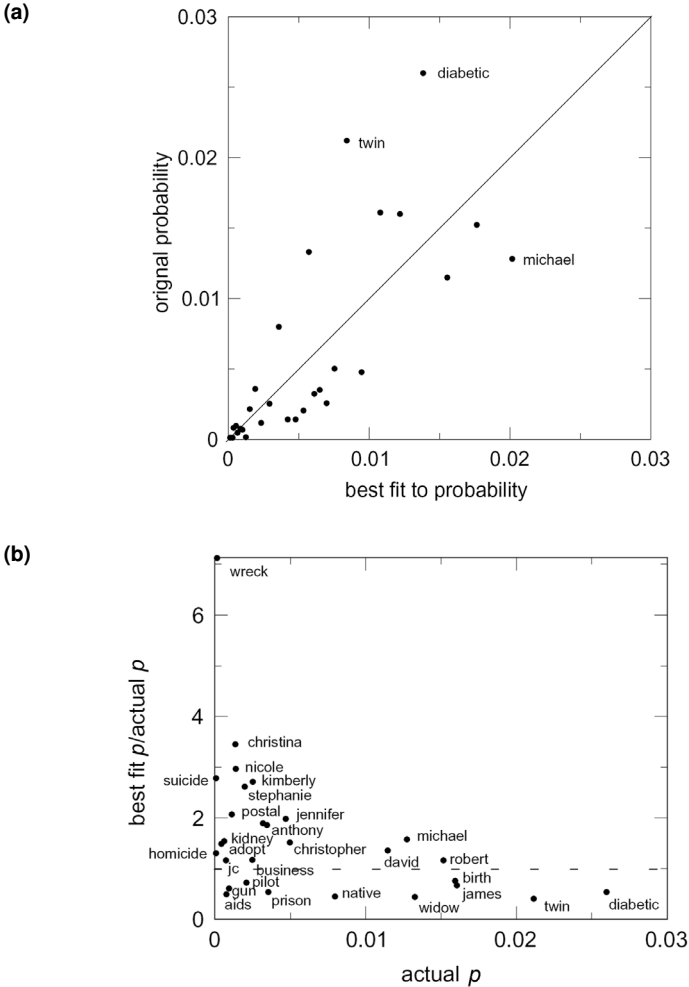 (a)
0.03
diabetic
twin
0.02
orignal probability
michael
0.01
0
0 0.01 0.02 0.03
best fit to probability
(b)
wreck
6
best fit p/actual p
4
christina
nicole
suicide kimberly
stephanie
2
postal jennifer
anthony
kidney michael
adopt christopher
homicide david robert
jc business
birth
pilot
gun james
aids prison native widow twin diabetic
0
0 0.01 0.02 0.03
actual p